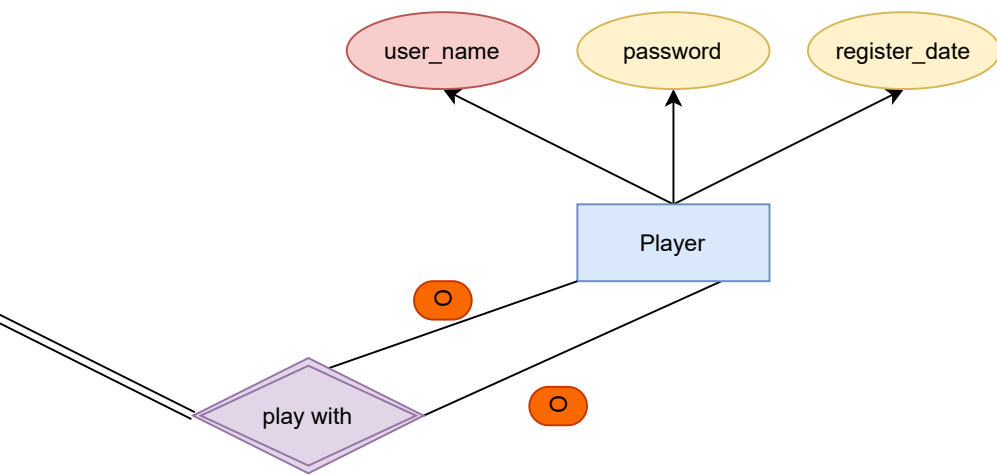 user_name
password
register_date
Player
O
O
play with